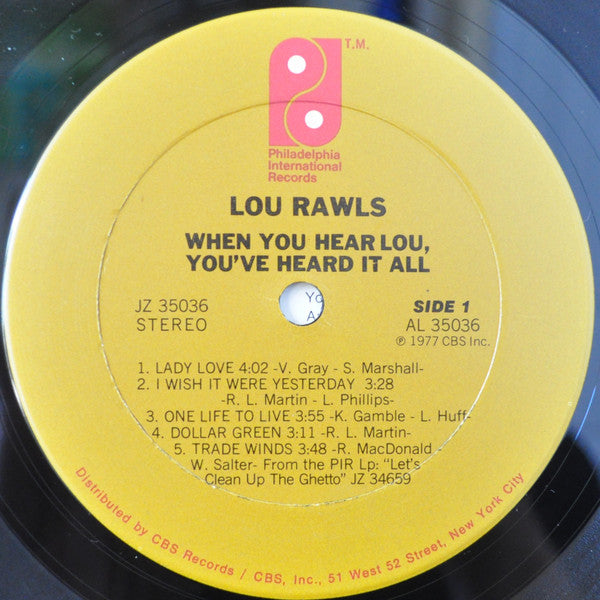 T.M.
Philadelphia
International
Records
LOU RAWLS
WHEN YOU HEAR LOU,
YOU'VE HEARD IT ALL
JZ 35036
STEREO
Yo
A
SIDE 1
AL 35036
℗ 1977 CBS Inc.
1. LADY LOVE 4:02 -V. Gray - S. Marshall-
2. I WISH IT WERE YESTERDAY 3:28
-R. L. Martin - L. Phillips-
3. ONE LIFE TO LIVE 3:55 -K. Gamble - L. Huff-
4. DOLLAR GREEN 3:11 -R. L. Martin-
5. TRADE WINDS 3:48 -R. MacDonald -
W. Salter- From the PIR Lp: "Let's
Clean Up The Ghetto" JZ 34659
Distributed by CBS Records / CBS, Inc., 51 West 52 Street, New York City